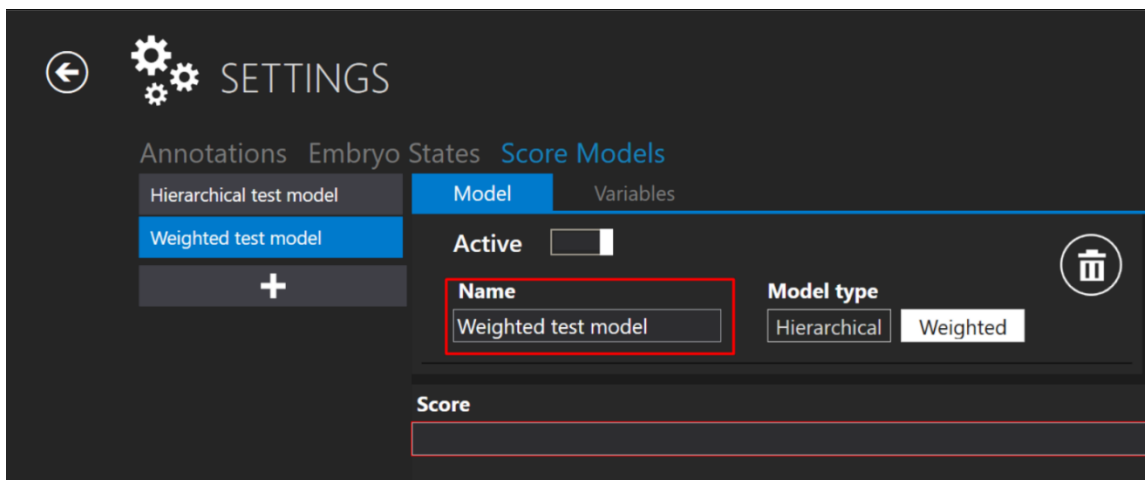 SETTINGS
Annotations Embryo States Score Models
Hierarchical test model
Weighted test model
Model Variables
Active
Name
Weighted test model
Model type
Hierarchical Weighted
Score